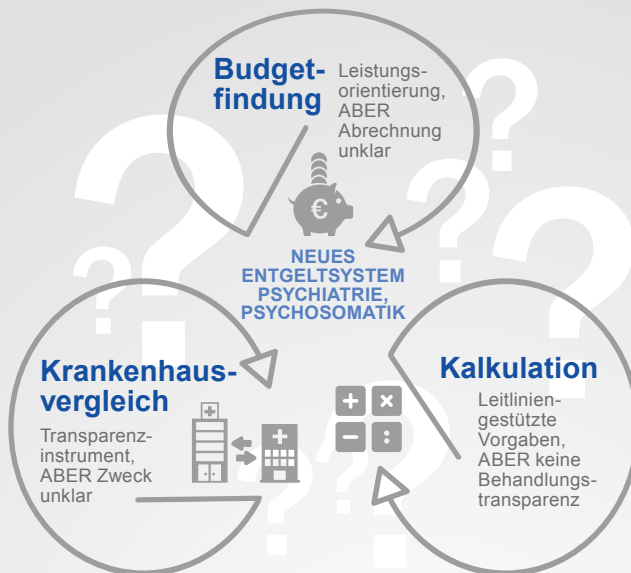 Budget-
findung
Leistungs-
orientierung,
ABER
Abrechnung
unklar
€
NEUES
ENTGELTSYSTEM
PSYCHIATRIE,
PSYCHOSOMATIK
Krankenhaus-
vergleich
Transparenz-
instrument,
ABER Zweck
unklar
+ ×
− :
Kalkulation
Leitlinien-
gestützte
Vorgaben,
ABER keine
Behandlungs-
transparenz
? ? ? ? ? ? ? ?